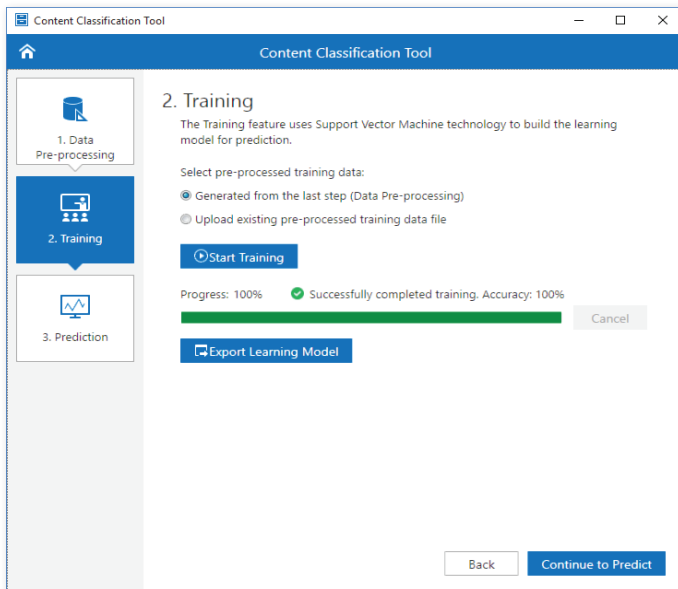 Content Classification Tool
Content Classification Tool
1. Data
Pre-processing
2. Training
3. Prediction
2. Training
The Training feature uses Support Vector Machine technology to build the learning
model for prediction.
Select pre-processed training data:
Generated from the last step (Data Pre-processing)
Upload existing pre-processed training data file
Start Training
Progress: 100% Successfully completed training. Accuracy: 100%
Cancel
Export Learning Model
Back Continue to Predict